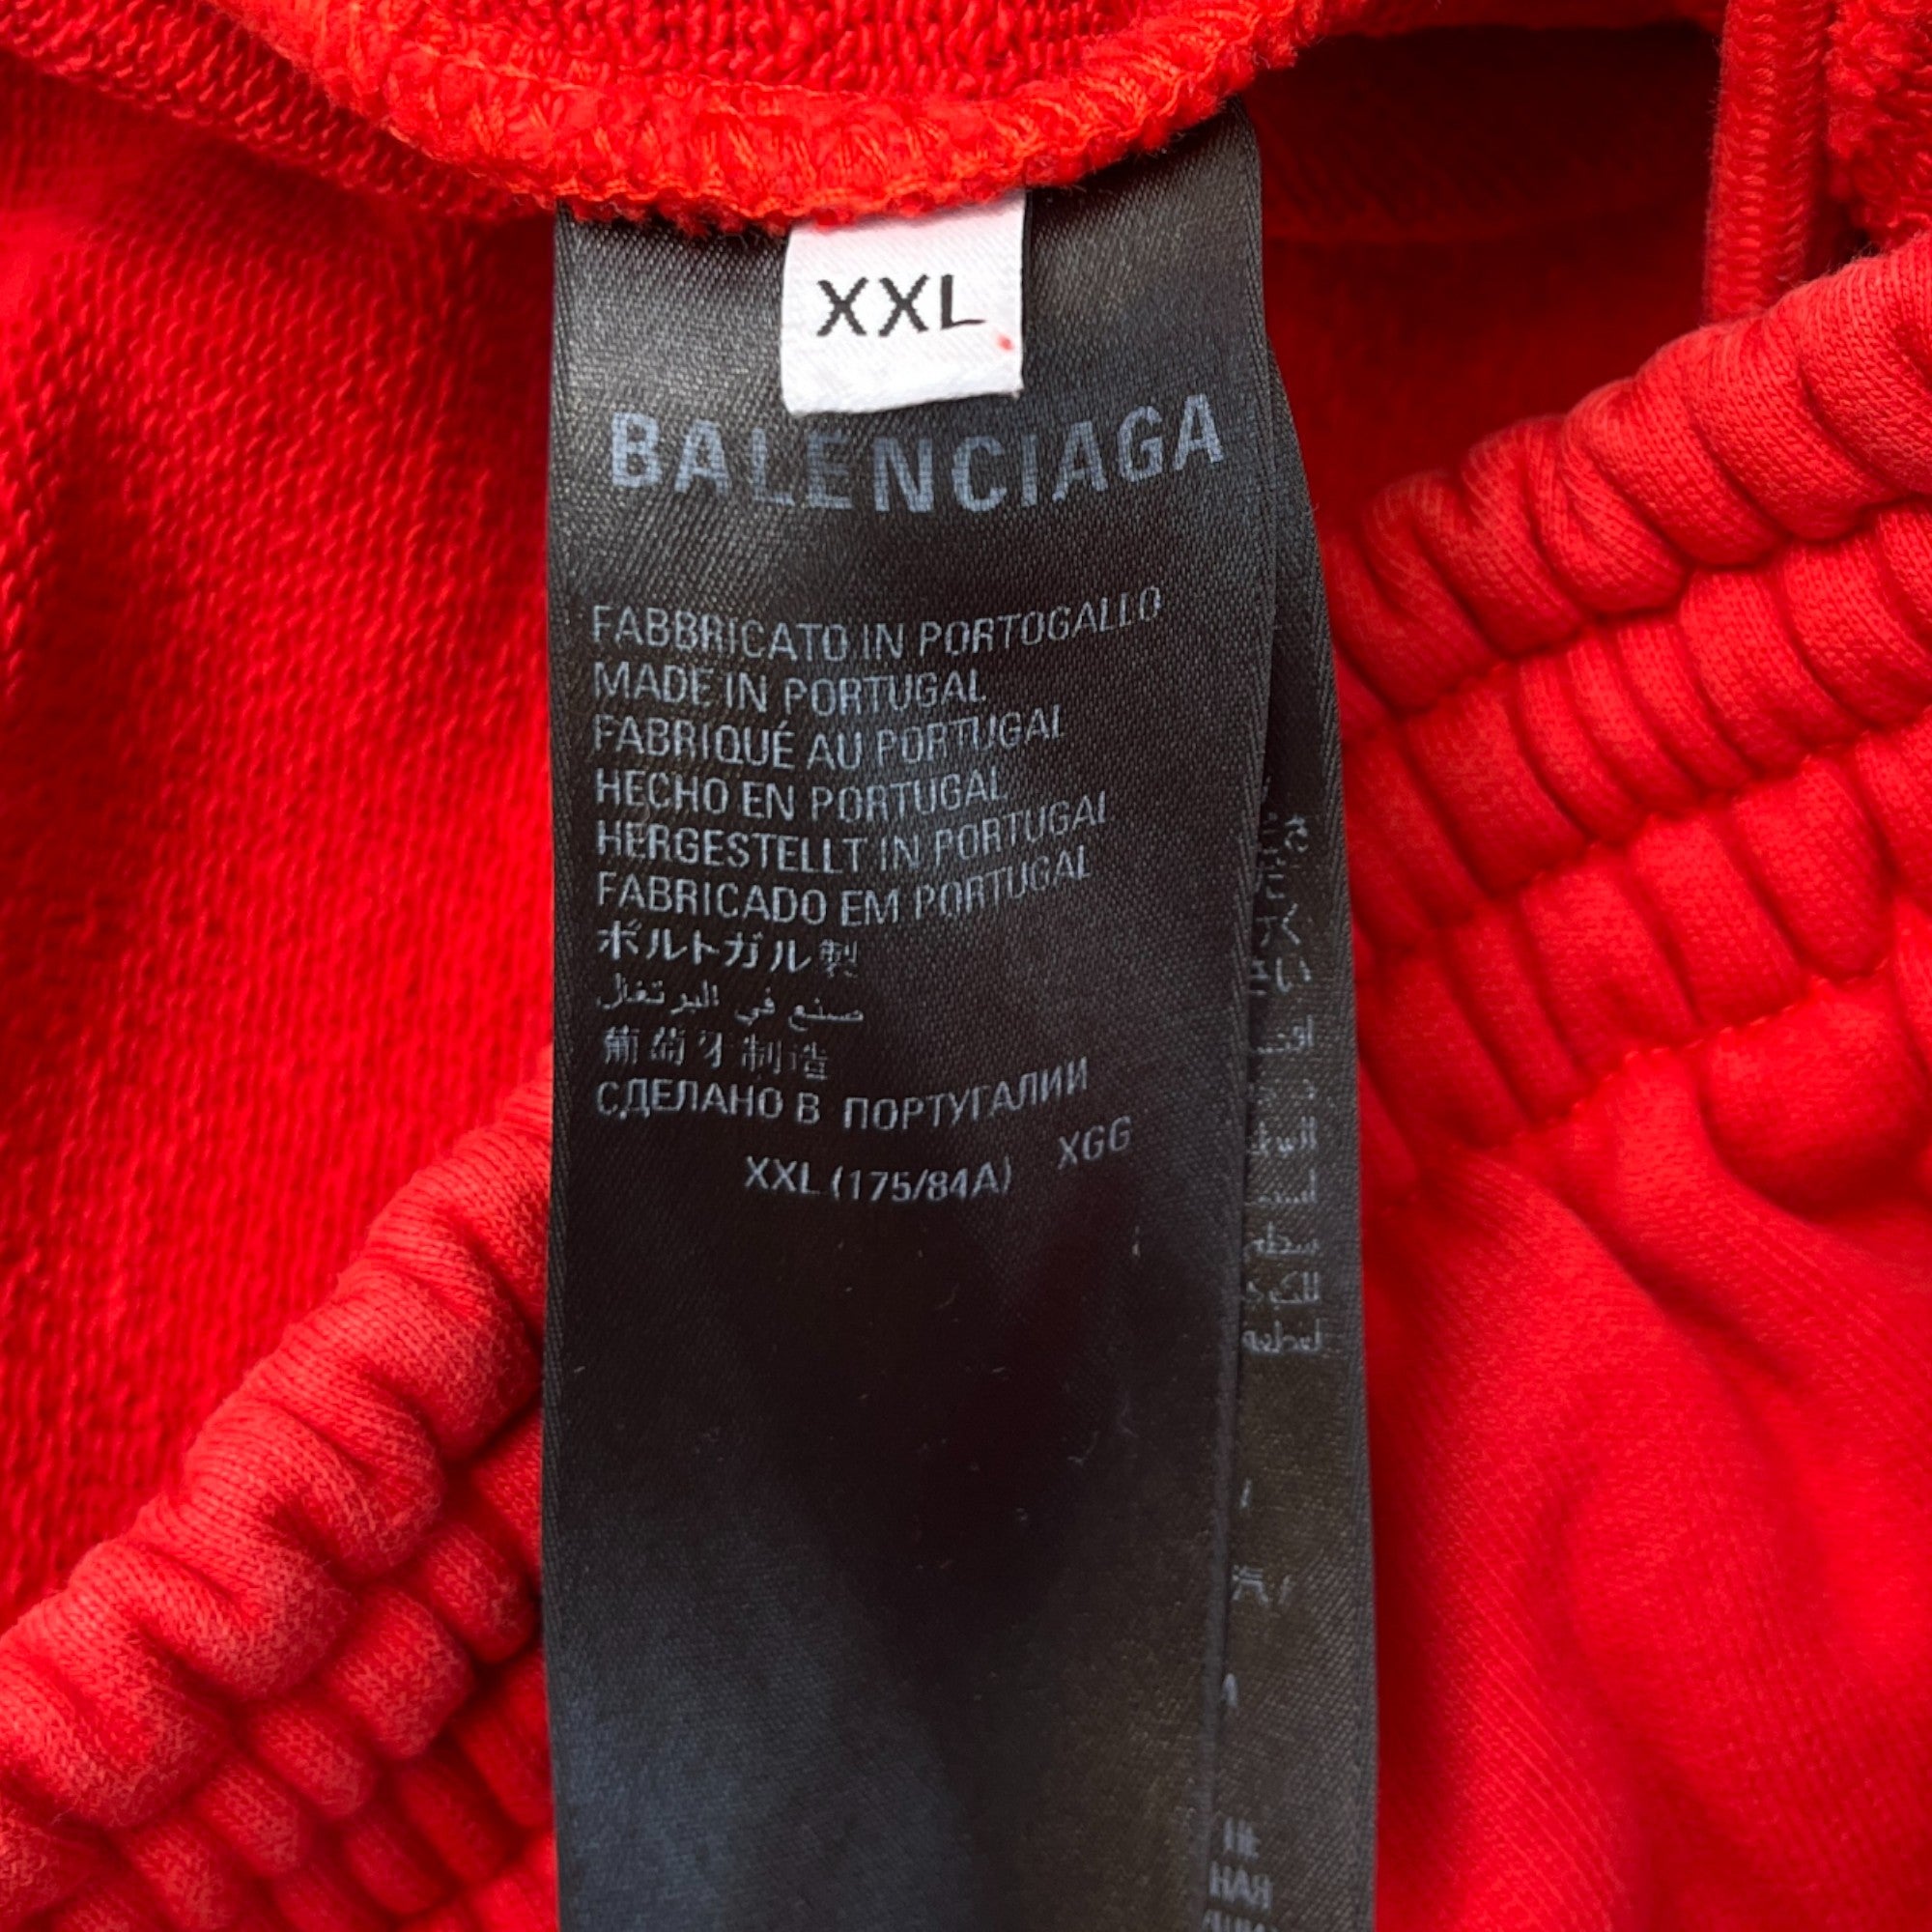 XXL
BALENCIAGA
FABBRICATO IN PORTOGALLO
MADE IN PORTUGAL
FABRIQUÉ AU PORTUGAL
HECHO EN PORTUGAL
HERGESTELLT IN PORTUGAL
FABRICADO EM PORTUGAL
ポルトガル製
صنع في البرتغال
葡萄牙制造
СДЕЛАНО В ПОРТУГАЛИИ
XXL (175/84A) XGG